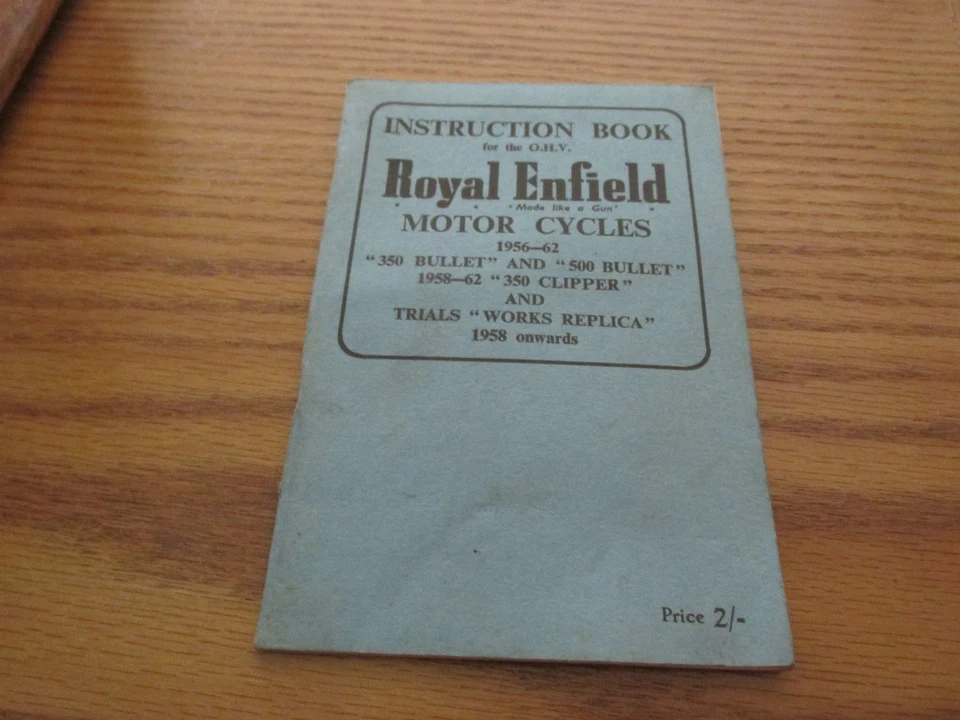 INSTRUCTION BOOK
for the O.H.V.
Royal Enfield
"Made like a Gun"
MOTOR CYCLES
1956–62
"350 BULLET" AND "500 BULLET"
1958–62 "350 CLIPPER"
AND
TRIALS "WORKS REPLICA"
1958 onwards
Price 2/-